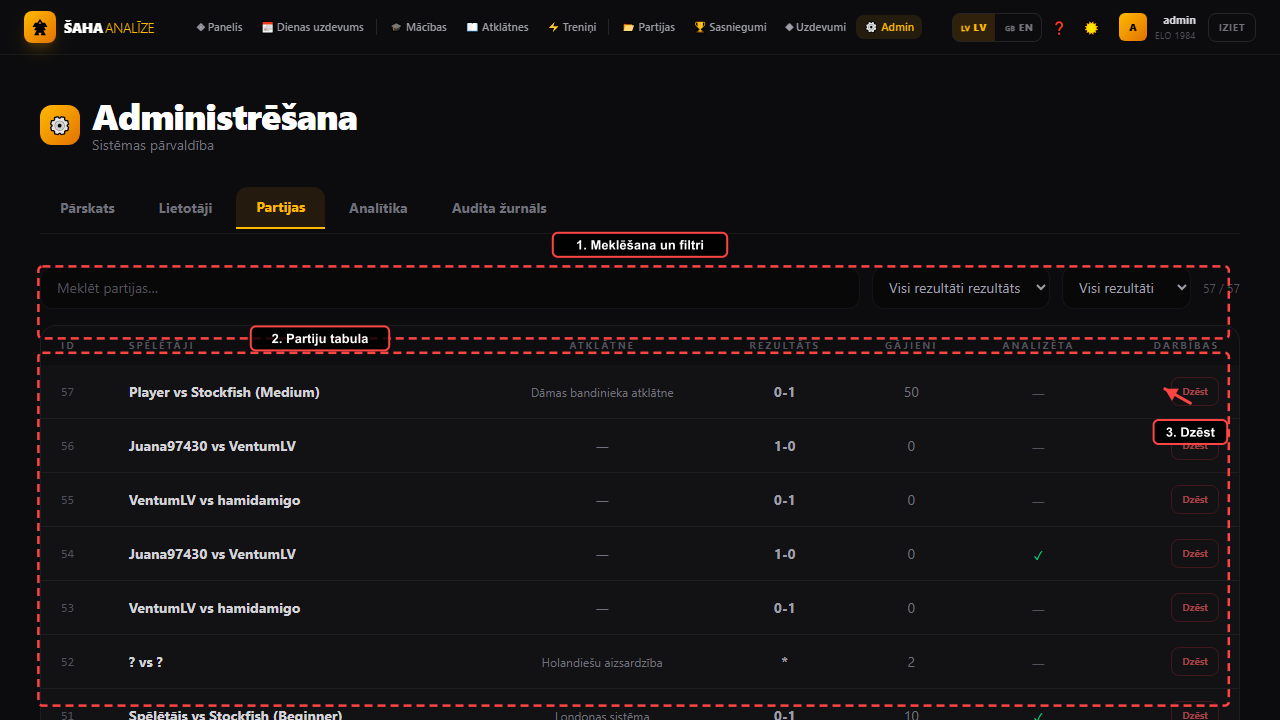 ŠAHA ANALĪZE Panelis Dienas uzdevums Mācības Atklātnes Treniņi Partijas Sasniegumi Uzdevumi Admin LV LV GB EN ? A admin IZIET
ELO 1984
Administrēšana
Sistēmas pārvaldība
Pārskats Lietotāji Partijas Analītika Audita žurnāls
1. Meklēšana un filtri
Meklēt partijas... Visi rezultāti rezultāts Visi rezultāti 57 / 57
2. Partiju tabula
ID SPĒLĒTĀJI ATKLĀTNE REZULTĀTS GĀJIENI ANALIZĒTA DARBĪBAS
57 Player vs Stockfish (Medium) Dāmas bandinieka atklātne 0-1 50 — Dzēst
3. Dzēst
56 Juana97430 vs VentumLV — 1-0 0 — Dzēst
55 VentumLV vs hamidamigo — 0-1 0 — Dzēst
54 Juana97430 vs VentumLV — 1-0 0 ✓ Dzēst
53 VentumLV vs hamidamigo — 0-1 0 — Dzēst
52 ? vs ? Holandiešu aizsardzība * 2 — Dzēst
51 Spēlētājs vs Stockfish (Beginner) Londonas sistēma 0-1 10 ✓ Dzēst